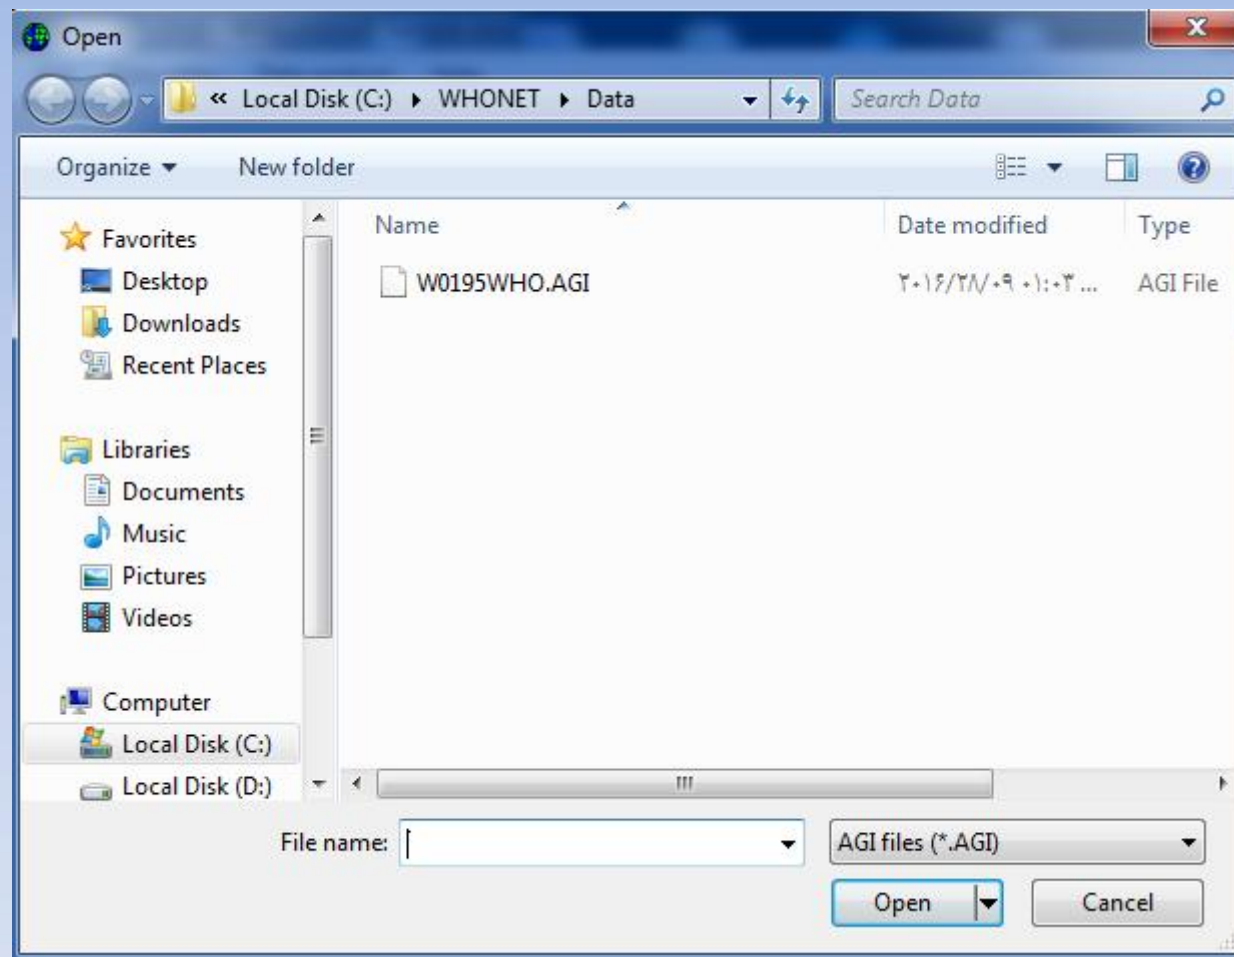 Open
« Local Disk (C:) ▸ WHONET ▸ Data
Search Data
Organize
New folder
Name
Date modified
Type
Favorites
Desktop
Downloads
Recent Places
W0195WHO.AGI
۲۰۱۶/۲۸/۰۹ ۰۱:۰۳ ...
AGI File
Libraries
Documents
Music
Pictures
Videos
Computer
Local Disk (C:)
Local Disk (D:)
File name:
AGI files (*.AGI)
Open
Cancel